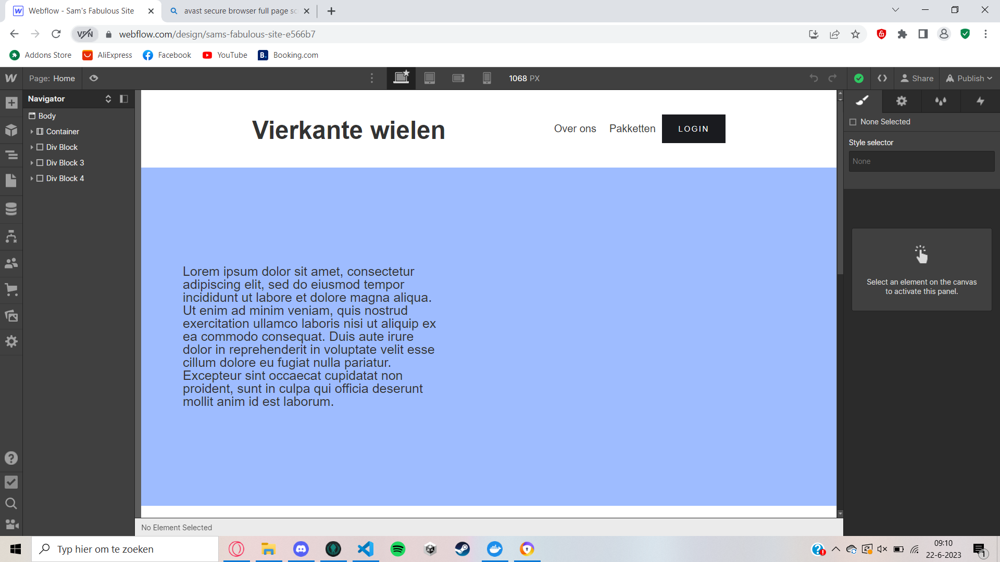 Webflow - Sam's Fabulous Site
avast secure browser full page sc
VPN
webflow.com/design/sams-fabulous-site-e566b7
Addons Store
AliExpress
Facebook
YouTube
B.
Booking.com
Page: Home
1068 PX
Share
Publish
Navigator
Body
Container
Div Block
Div Block 3
Div Block 4
Vierkante wielen
Over ons
Pakketten
LOGIN
Lorem ipsum dolor sit amet, consectetur
adipiscing elit, sed do eiusmod tempor
incididunt ut labore et dolore magna aliqua.
Ut enim ad minim veniam, quis nostrud
exercitation ullamco laboris nisi ut aliquip ex
ea commodo consequat. Duis aute irure
dolor in reprehenderit in voluptate velit esse
cillum dolore eu fugiat nulla pariatur.
Excepteur sint occaecat cupidatat non
proident, sunt in culpa qui officia deserunt
mollit anim id est laborum.
None Selected
Style selector
None
Select an element on the canvas
to activate this panel.
No Element Selected
Typ hier om te zoeken
09:10
22-6-2023
1